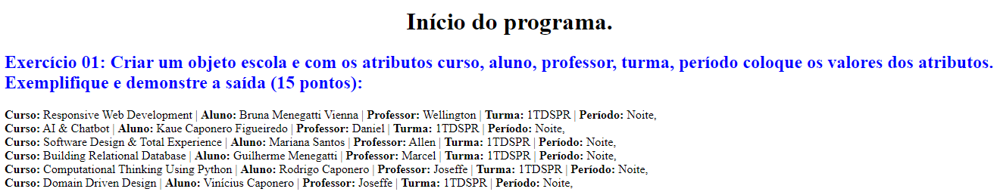 Início do programa.
Exercício 01: Criar um objeto escola e com os atributos curso, aluno, professor, turma, período coloque os valores dos atributos.
Exemplifique e demonstre a saída (15 pontos):
Curso: Responsive Web Development | Aluno: Bruna Menegatti Vienna | Professor: Wellington | Turma: 1TDSPR | Período: Noite,
Curso: AI & Chatbot | Aluno: Kaue Caponero Figueiredo | Professor: Daniel | Turma: 1TDSPR | Período: Noite,
Curso: Software Design & Total Experience | Aluno: Mariana Santos | Professor: Allen | Turma: 1TDSPR | Período: Noite,
Curso: Building Relational Database | Aluno: Guilherme Menegatti | Professor: Marcel | Turma: 1TDSPR | Período: Noite,
Curso: Computational Thinking Using Python | Aluno: Rodrigo Caponero | Professor: Joseffe | Turma: 1TDSPR | Período: Noite,
Curso: Domain Driven Design | Aluno: Vinícius Caponero | Professor: Joseffe | Turma: 1TDSPR | Período: Noite,